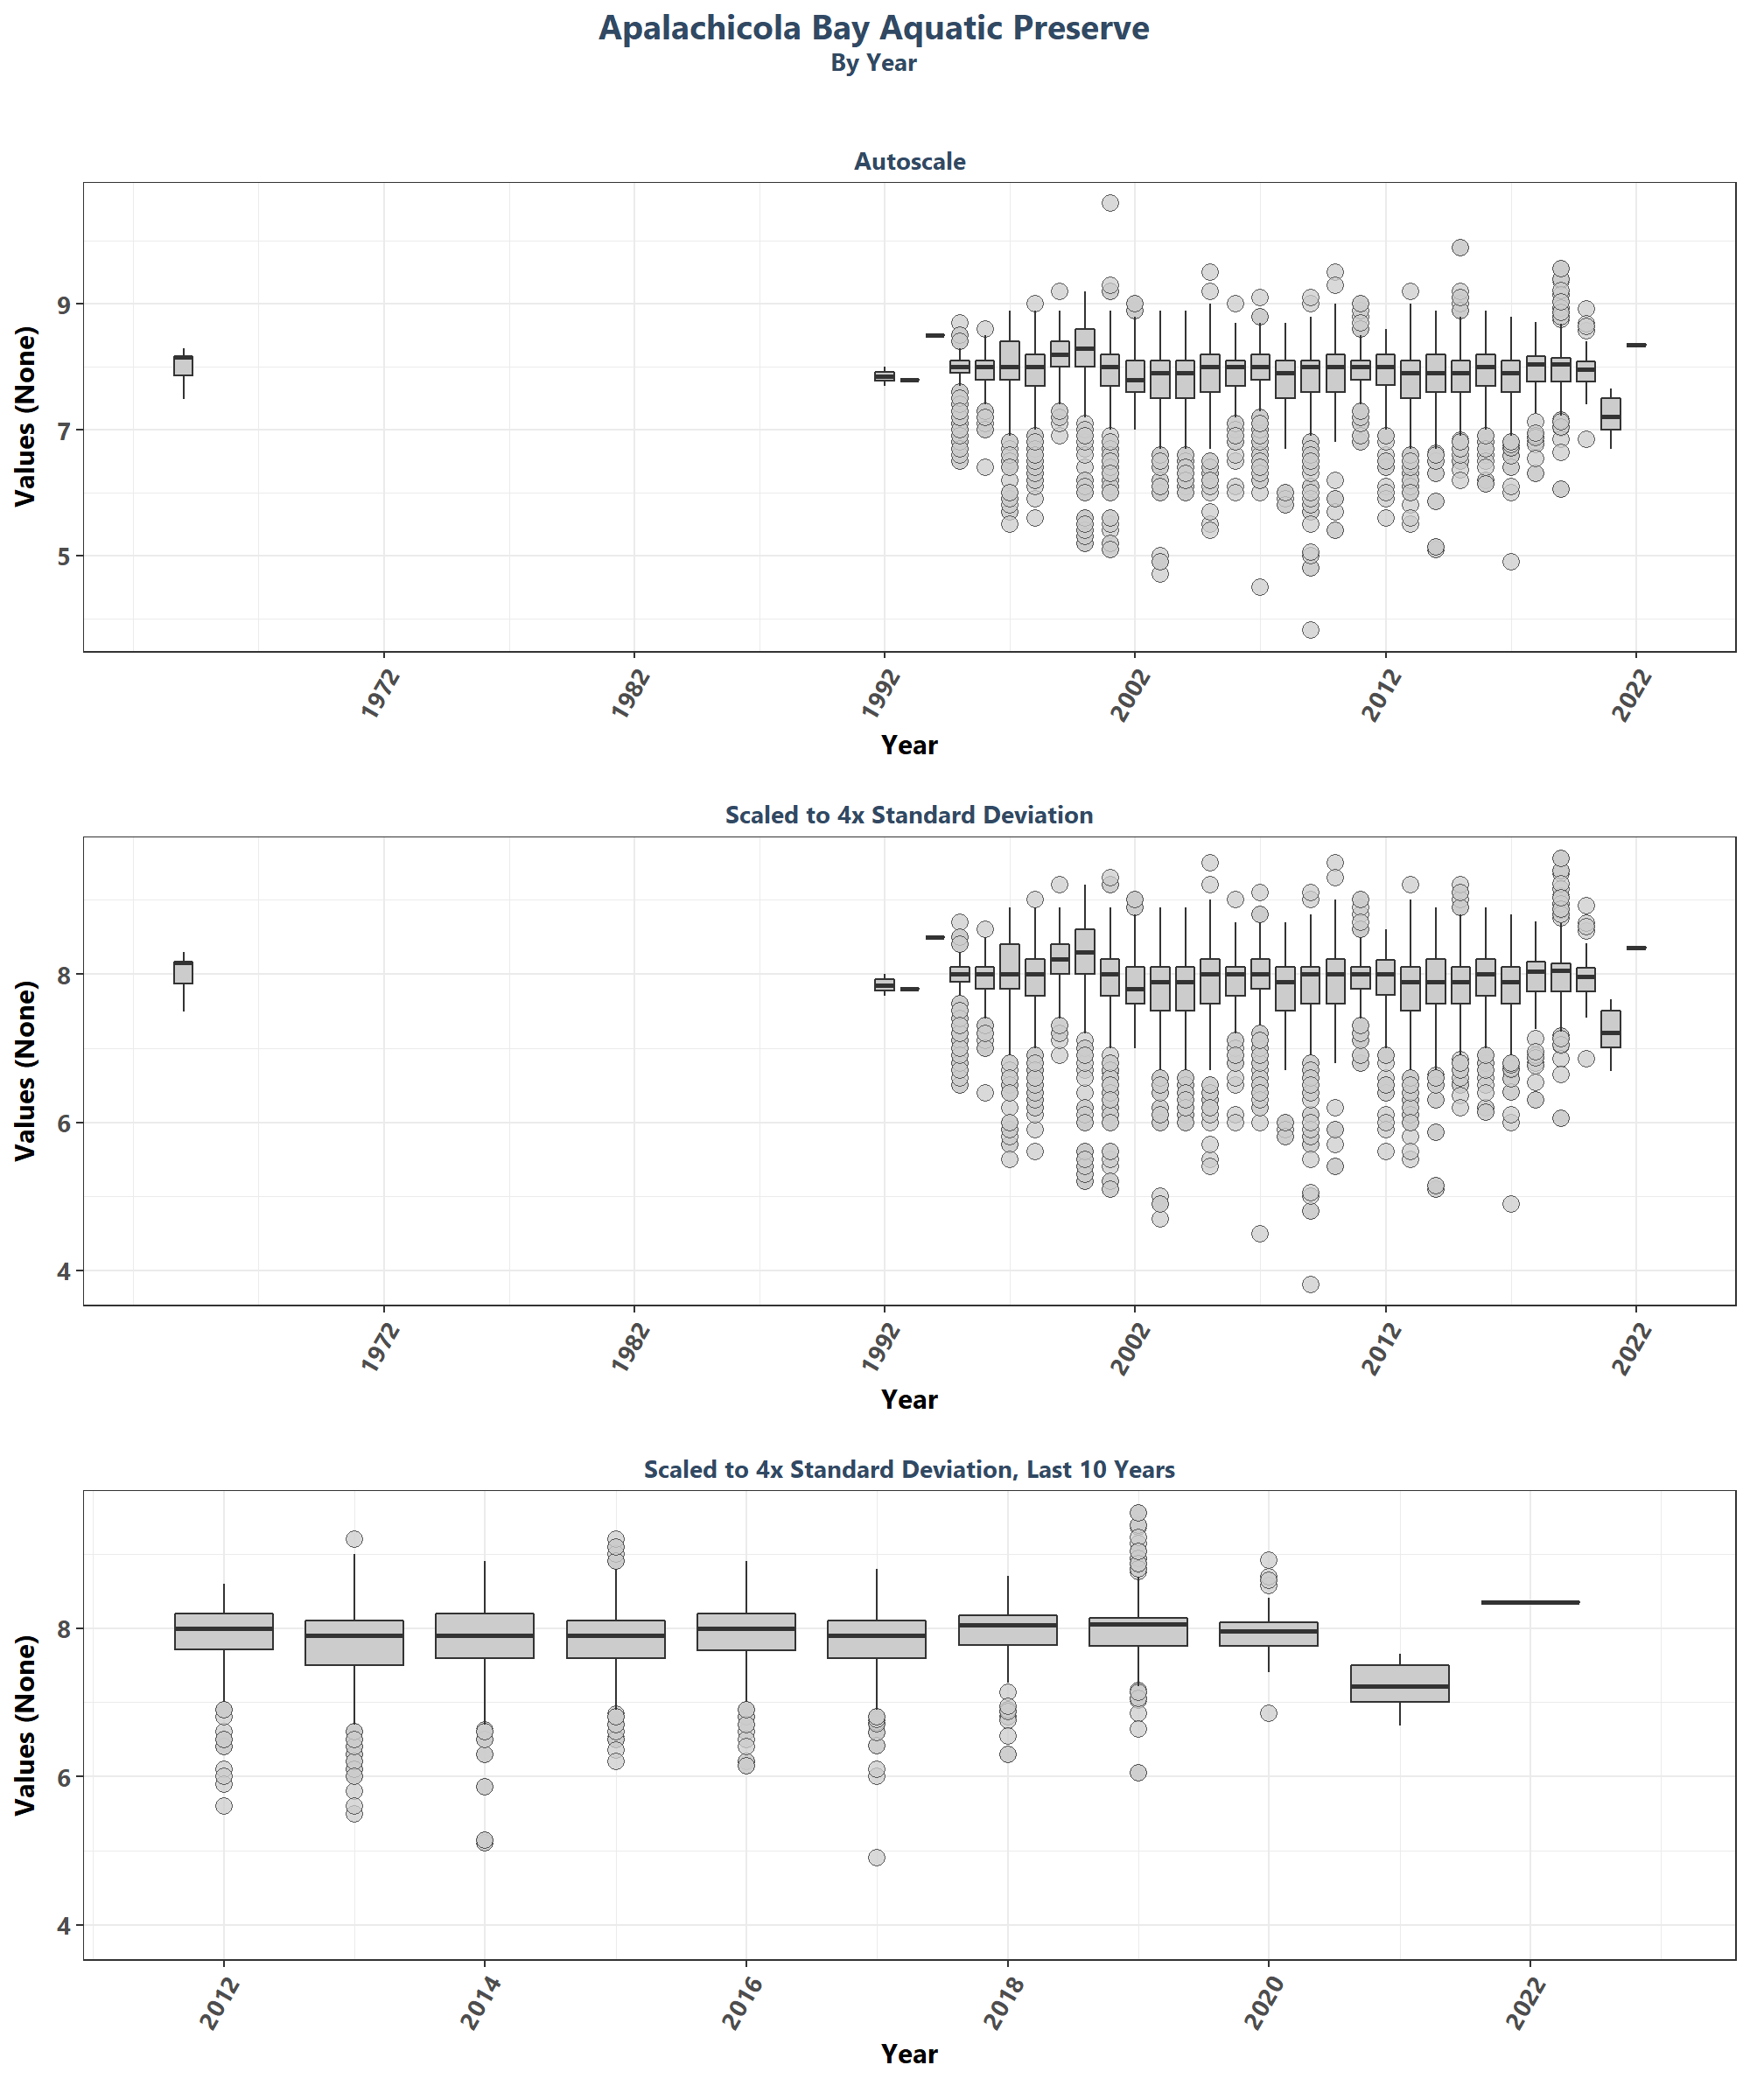 Apalachicola Bay Aquatic Preserve
By Year
Autoscale
Values (None)
9
7
5
1972 1982 1992 2002 2012 2022
Year
Scaled to 4x Standard Deviation
Values (None)
8
6
4
1972 1982 1992 2002 2012 2022
Year
Scaled to 4x Standard Deviation, Last 10 Years
Values (None)
8
6
4
2012 2014 2016 2018 2020 2022
Year